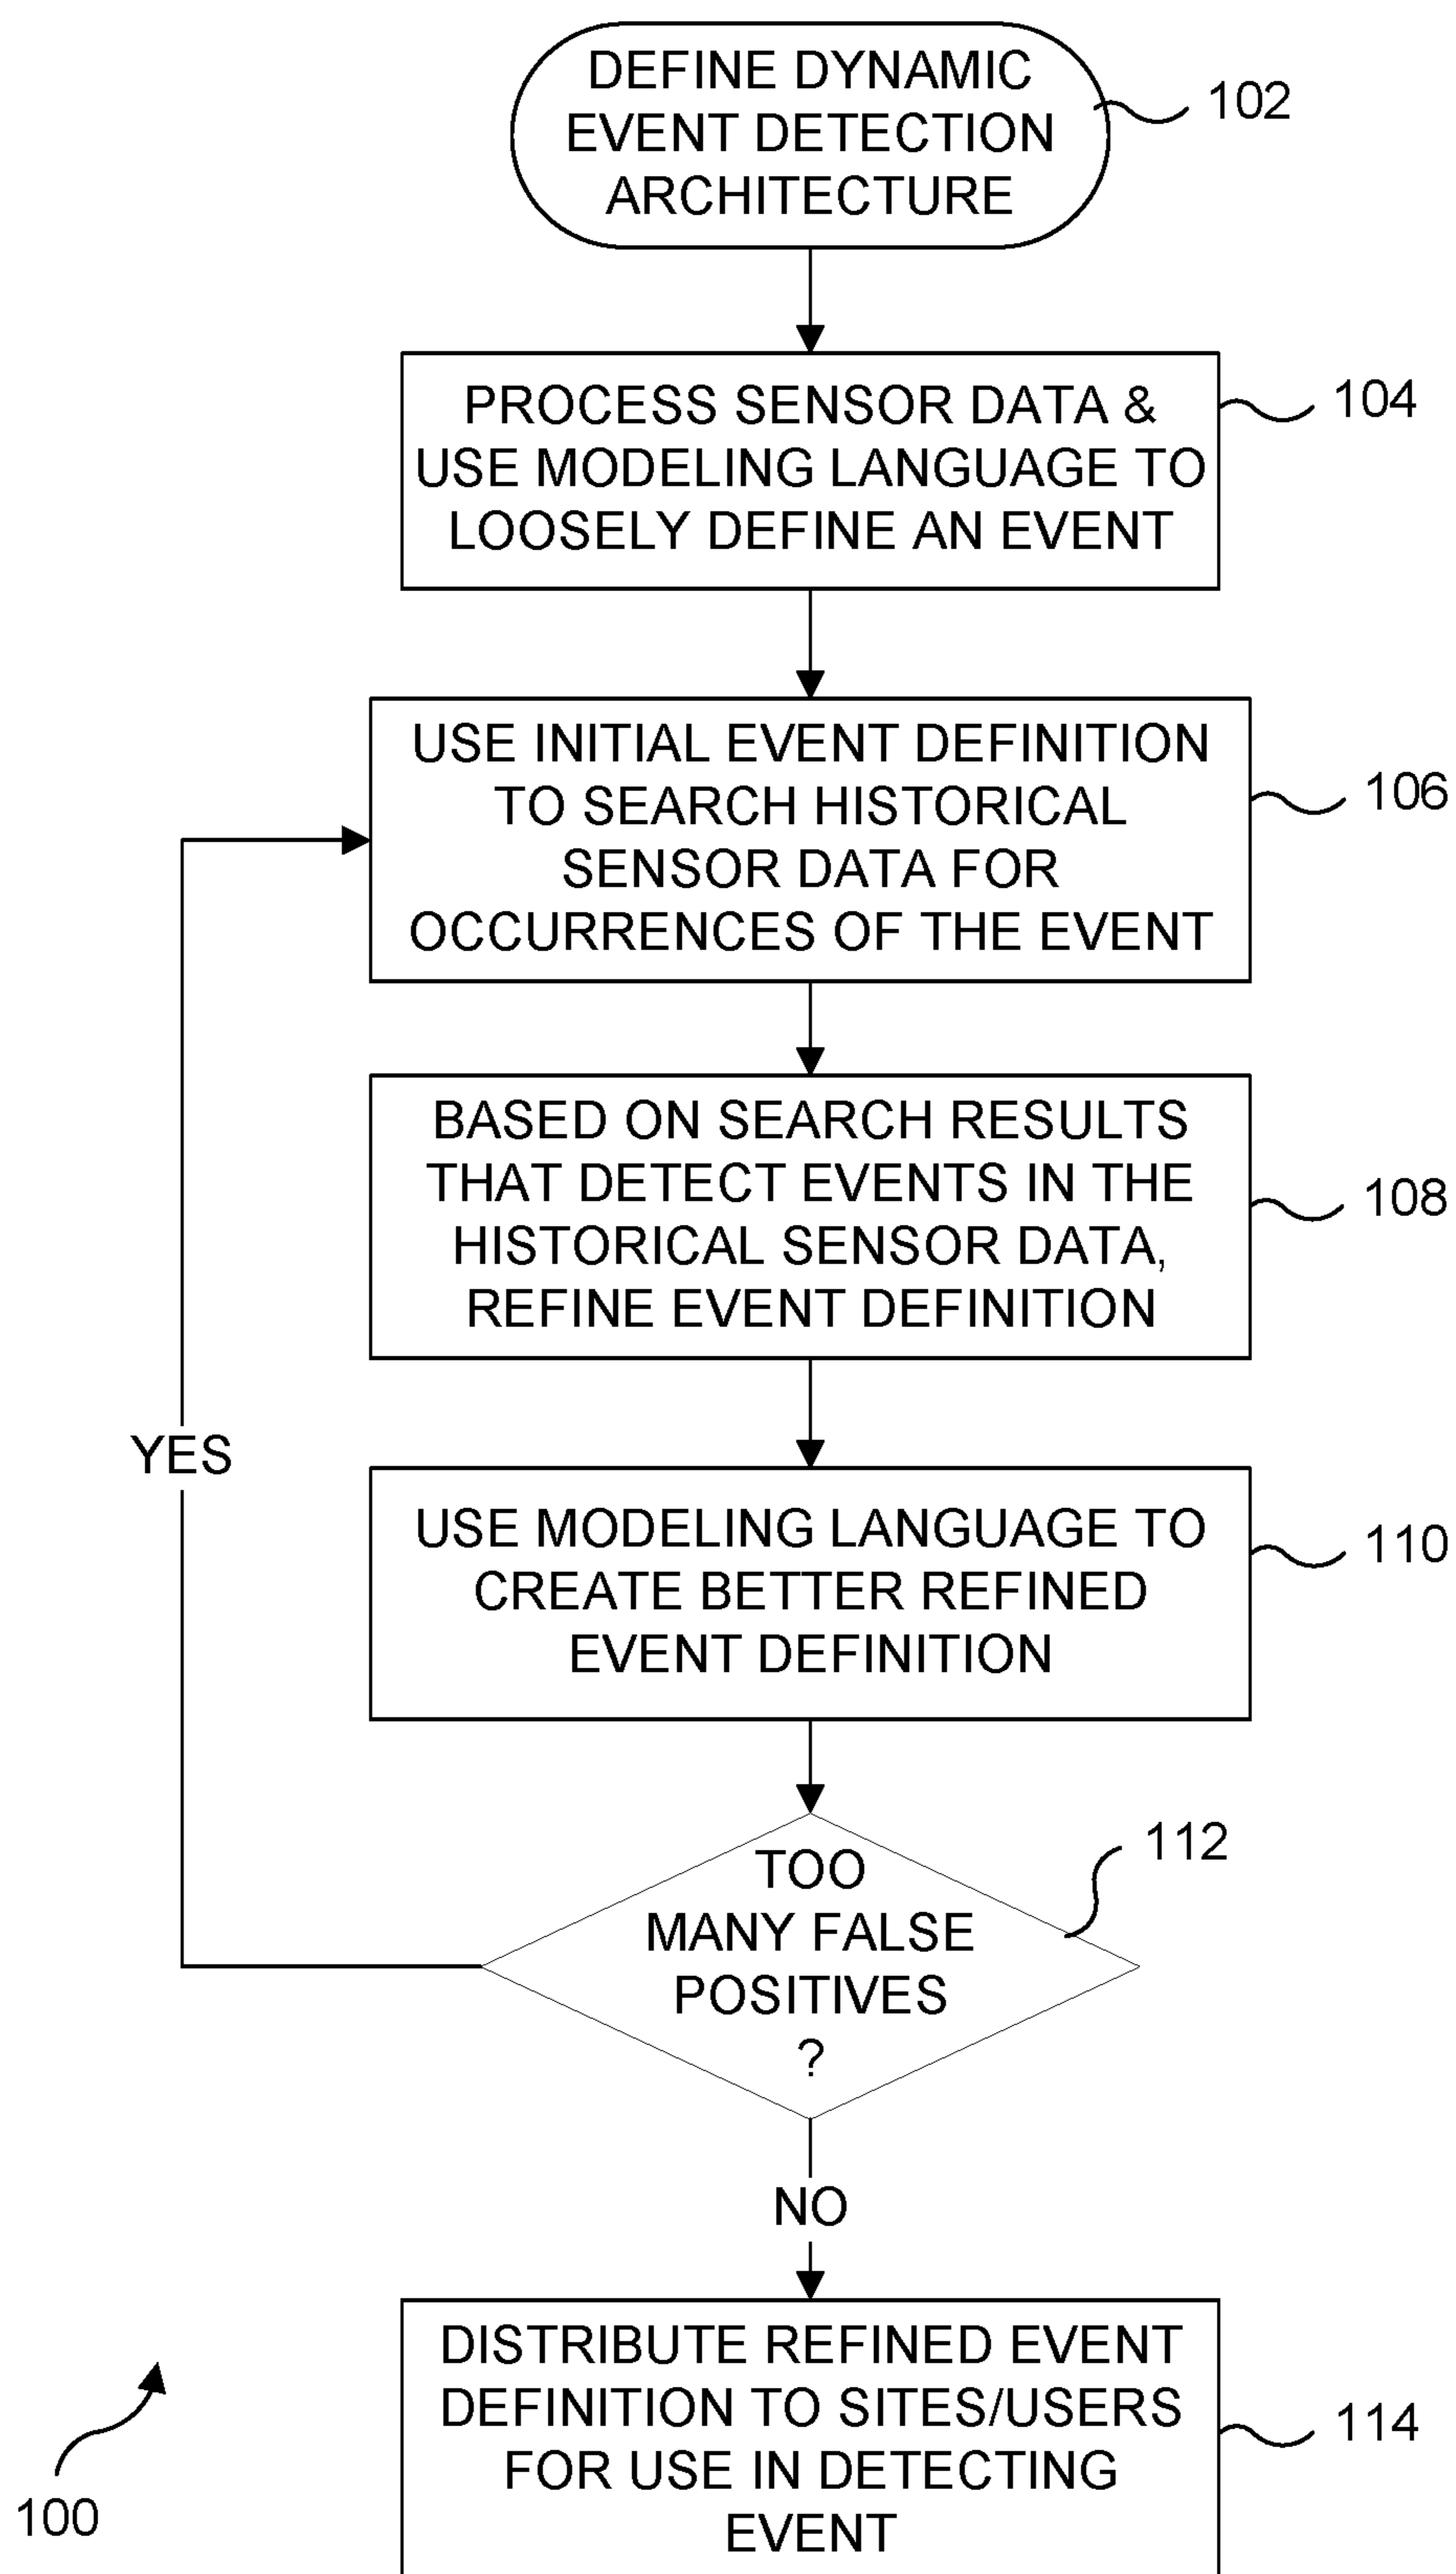 DEFINE DYNAMIC
EVENT DETECTION
ARCHITECTURE
102
PROCESS SENSOR DATA &
USE MODELING LANGUAGE TO
LOOSELY DEFINE AN EVENT
104
USE INITIAL EVENT DEFINITION
TO SEARCH HISTORICAL
SENSOR DATA FOR
OCCURRENCES OF THE EVENT
106
BASED ON SEARCH RESULTS
THAT DETECT EVENTS IN THE
HISTORICAL SENSOR DATA,
REFINE EVENT DEFINITION
108
YES
USE MODELING LANGUAGE TO
CREATE BETTER REFINED
EVENT DEFINITION
110
TOO
MANY FALSE
POSITIVES
?
112
NO
DISTRIBUTE REFINED EVENT
DEFINITION TO SITES/USERS
FOR USE IN DETECTING
EVENT
114
100